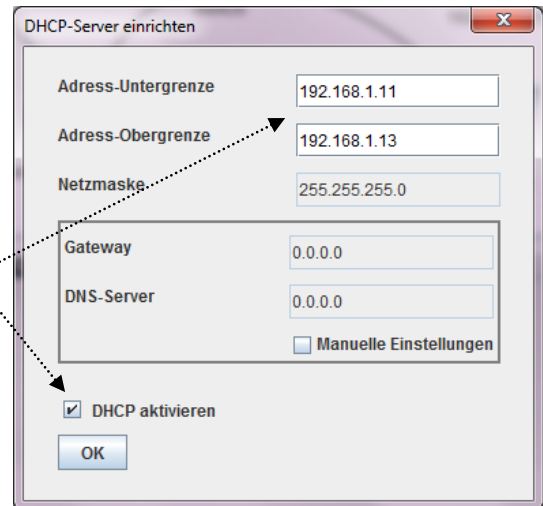 DHCP-Server einrichten
Adress-Untergrenze 192.168.1.11
Adress-Obergrenze 192.168.1.13
Netzmaske 255.255.255.0
Gateway 0.0.0.0
DNS-Server 0.0.0.0
Manuelle Einstellungen
DHCP aktivieren
OK